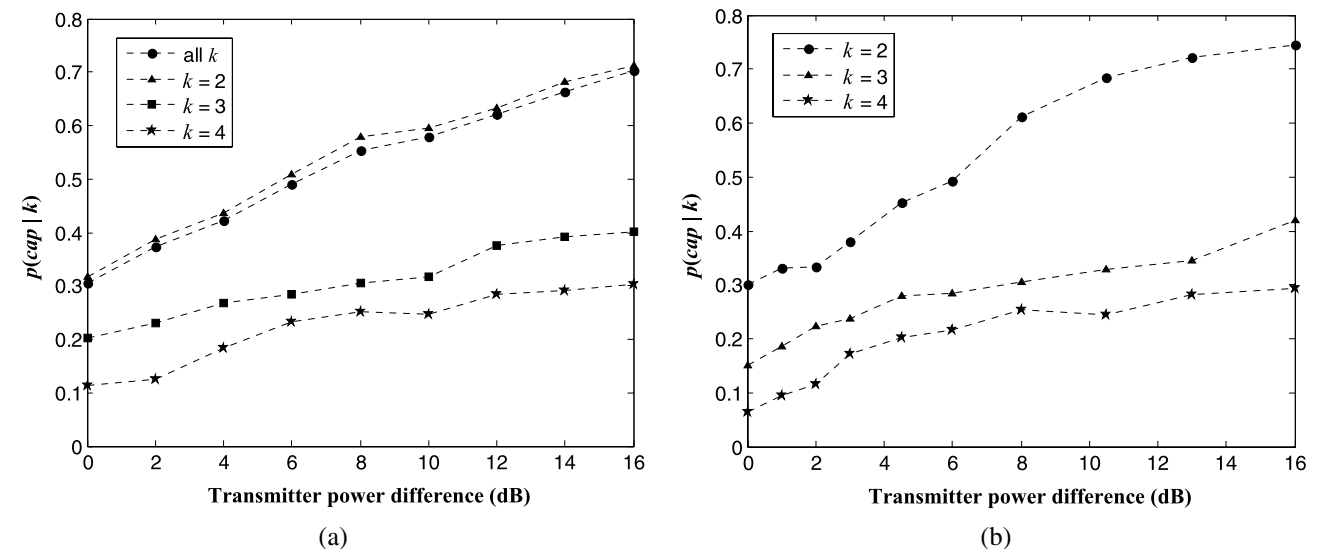 0.8
0.7
0.6
0.5
0.4
0.3
0.2
0.1
0
p(cap | k)
all k
k = 2
k = 3
k = 4
0 2 4 6 8 10 12 14 16
Transmitter power difference (dB)
(a)
0.8
0.7
0.6
0.5
0.4
0.3
0.2
0.1
0
p(cap | k)
k = 2
k = 3
k = 4
0 2 4 6 8 10 12 14 16
Transmitter power difference (dB)
(b)